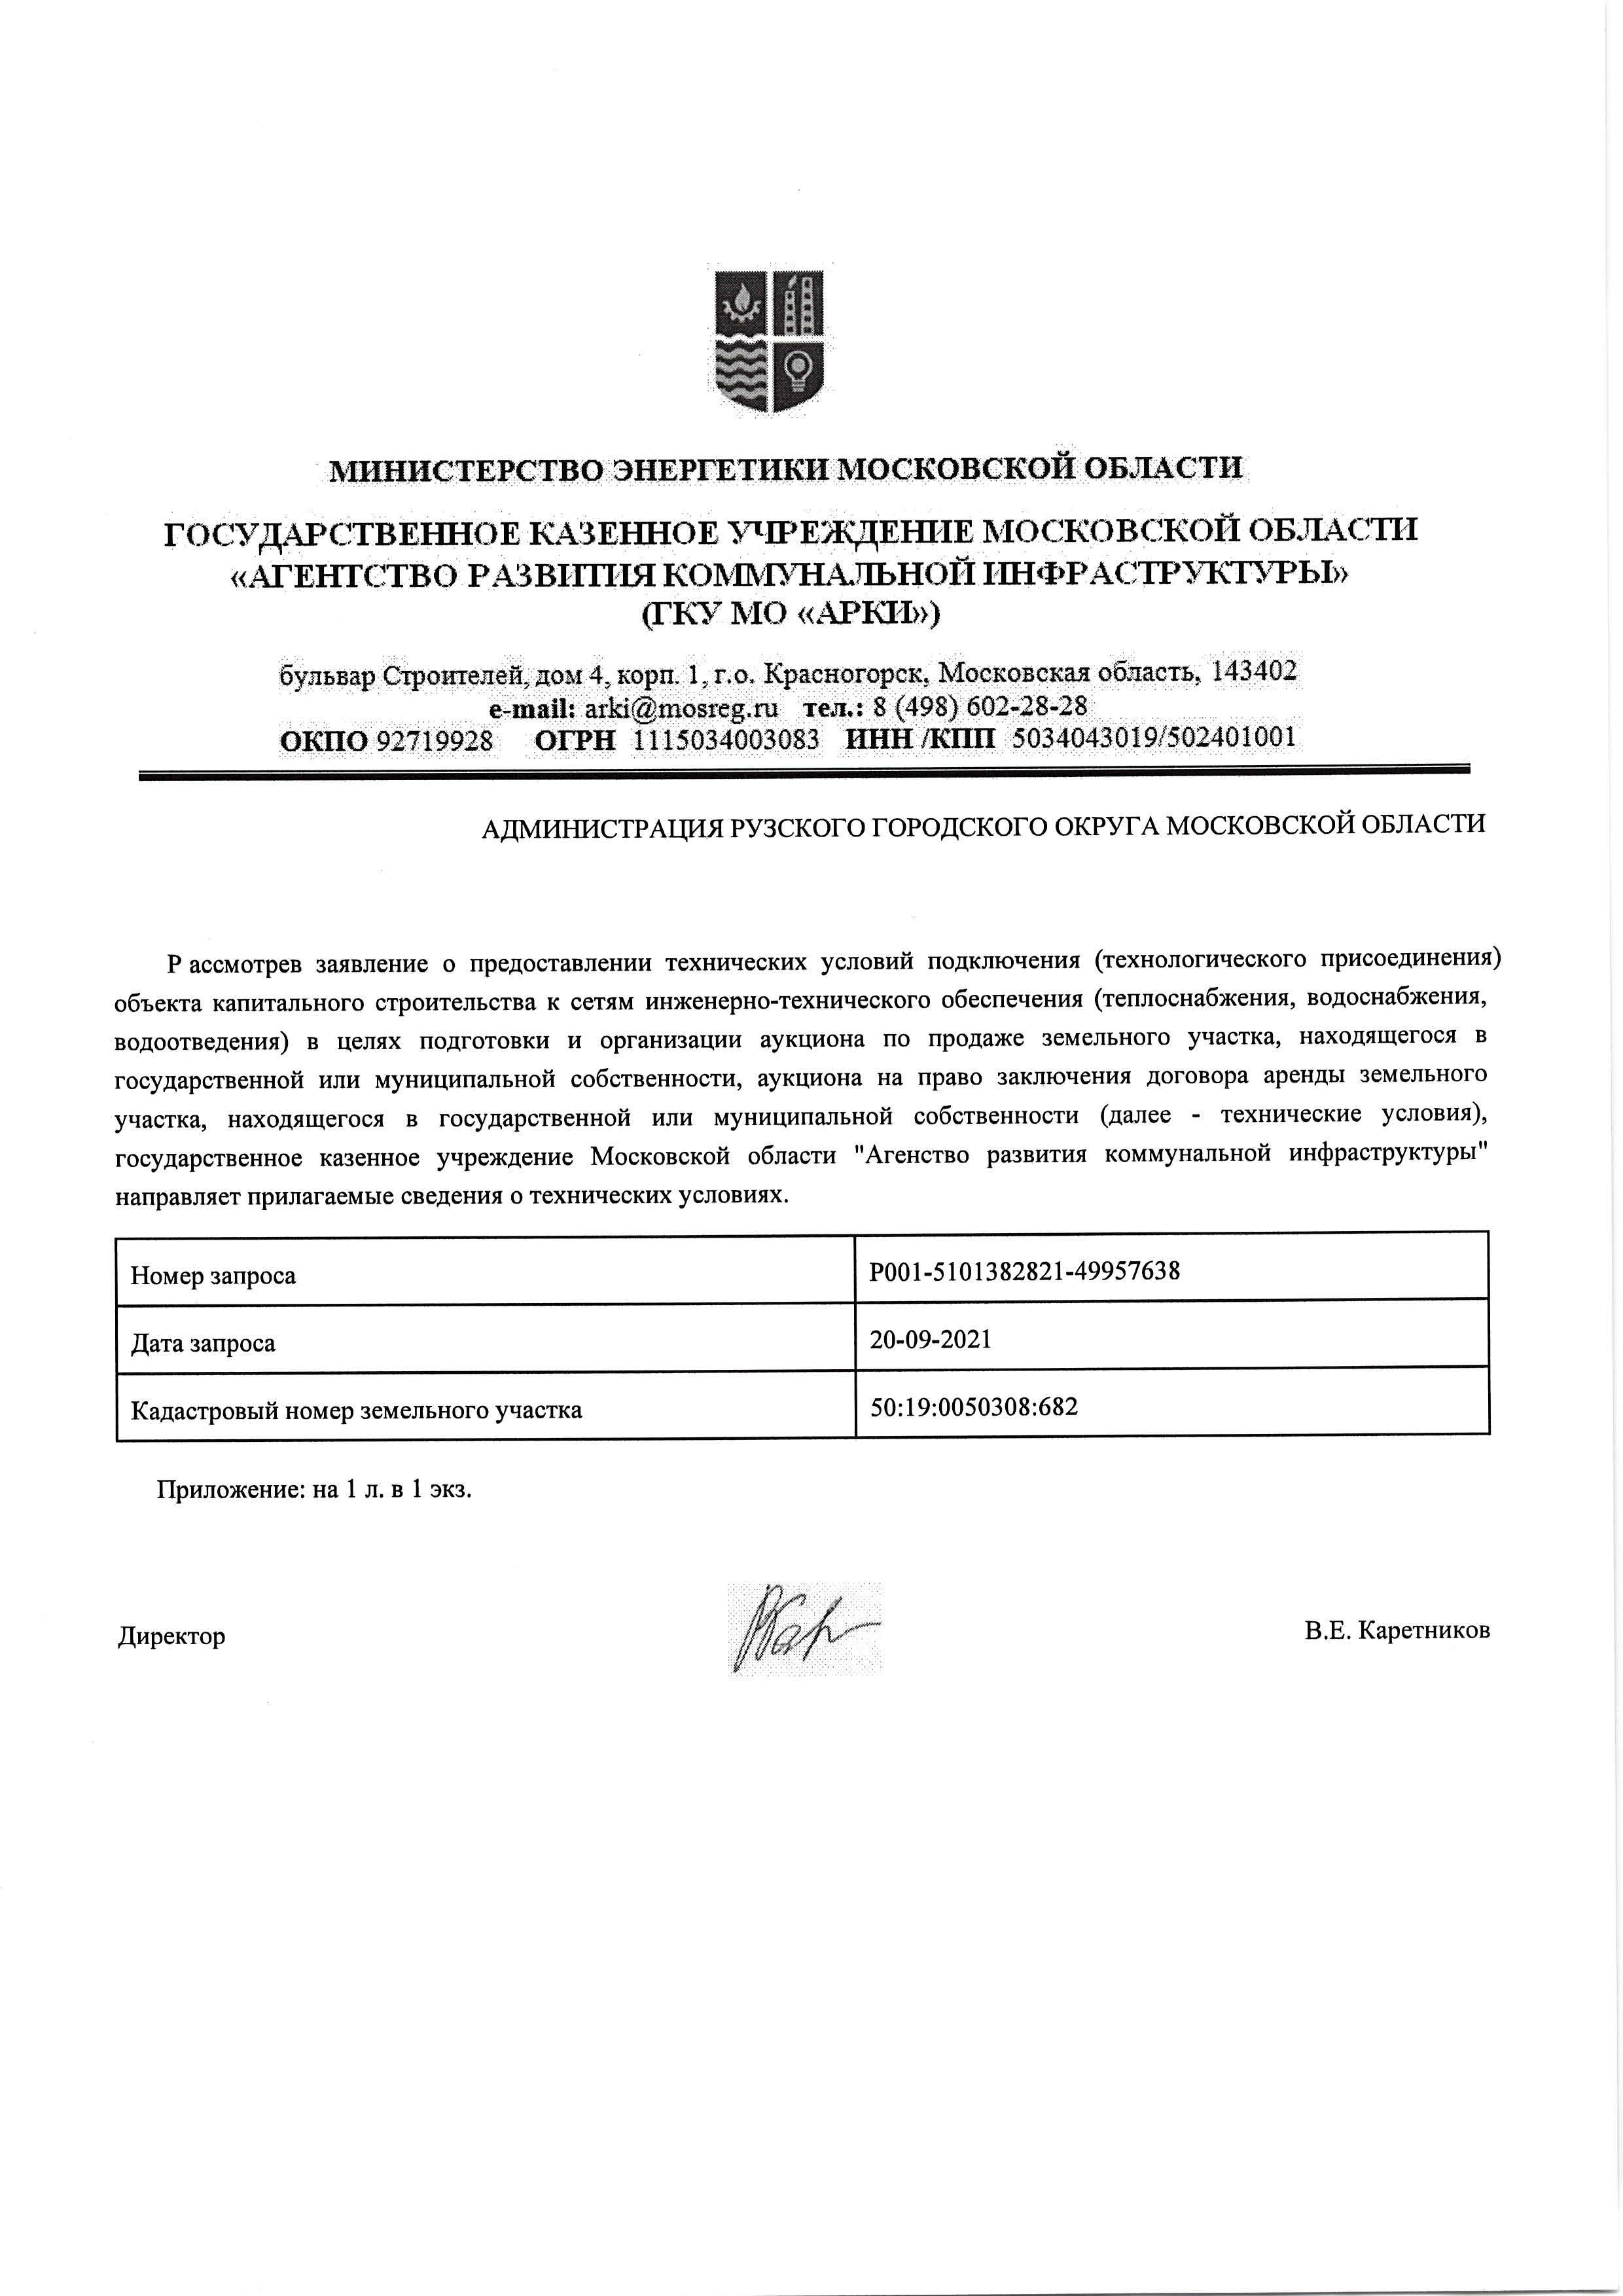 МИНИСТЕРСТВО ЭНЕРГЕТИКИ МОСКОВСКОЙ ОБЛАСТИ
ГОСУДАРСТВЕННОЕ КАЗЕННОЕ УЧРЕЖДЕНИЕ МОСКОВСКОЙ ОБЛАСТИ
«АГЕНТСТВО РАЗВИТИЯ КОММУНАЛЬНОЙ ИНФРАСТРУКТУРЫ»
(ГКУ МО «АРКИ»)
бульвар Строителей, дом 4, корп. 1, г.о. Красногорск, Московская область, 143402
e-mail: arki@mosreg.ru тел.: 8 (498) 602-28-28
ОКПО 92719928 ОГРН 1115034003083 ИНН /КПП 5034043019/502401001
АДМИНИСТРАЦИЯ РУЗСКОГО ГОРОДСКОГО ОКРУГА МОСКОВСКОЙ ОБЛАСТИ
Р ассмотрев заявление о предоставлении технических условий подключения (технологического присоединения)
объекта капитального строительства к сетям инженерно-технического обеспечения (теплоснабжения, водоснабжения,
водоотведения) в целях подготовки и организации аукциона по продаже земельного участка, находящегося в
государственной или муниципальной собственности, аукциона на право заключения договора аренды земельного
участка, находящегося в государственной или муниципальной собственности (далее - технические условия),
государственное казенное учреждение Московской области "Агенство развития коммунальной инфраструктуры"
направляет прилагаемые сведения о технических условиях.
Номер запроса P001-5101382821-49957638
Дата запроса 20-09-2021
Кадастровый номер земельного участка 50:19:0050308:682
Приложение: на 1 л. в 1 экз.
Директор В.Е. Каретников